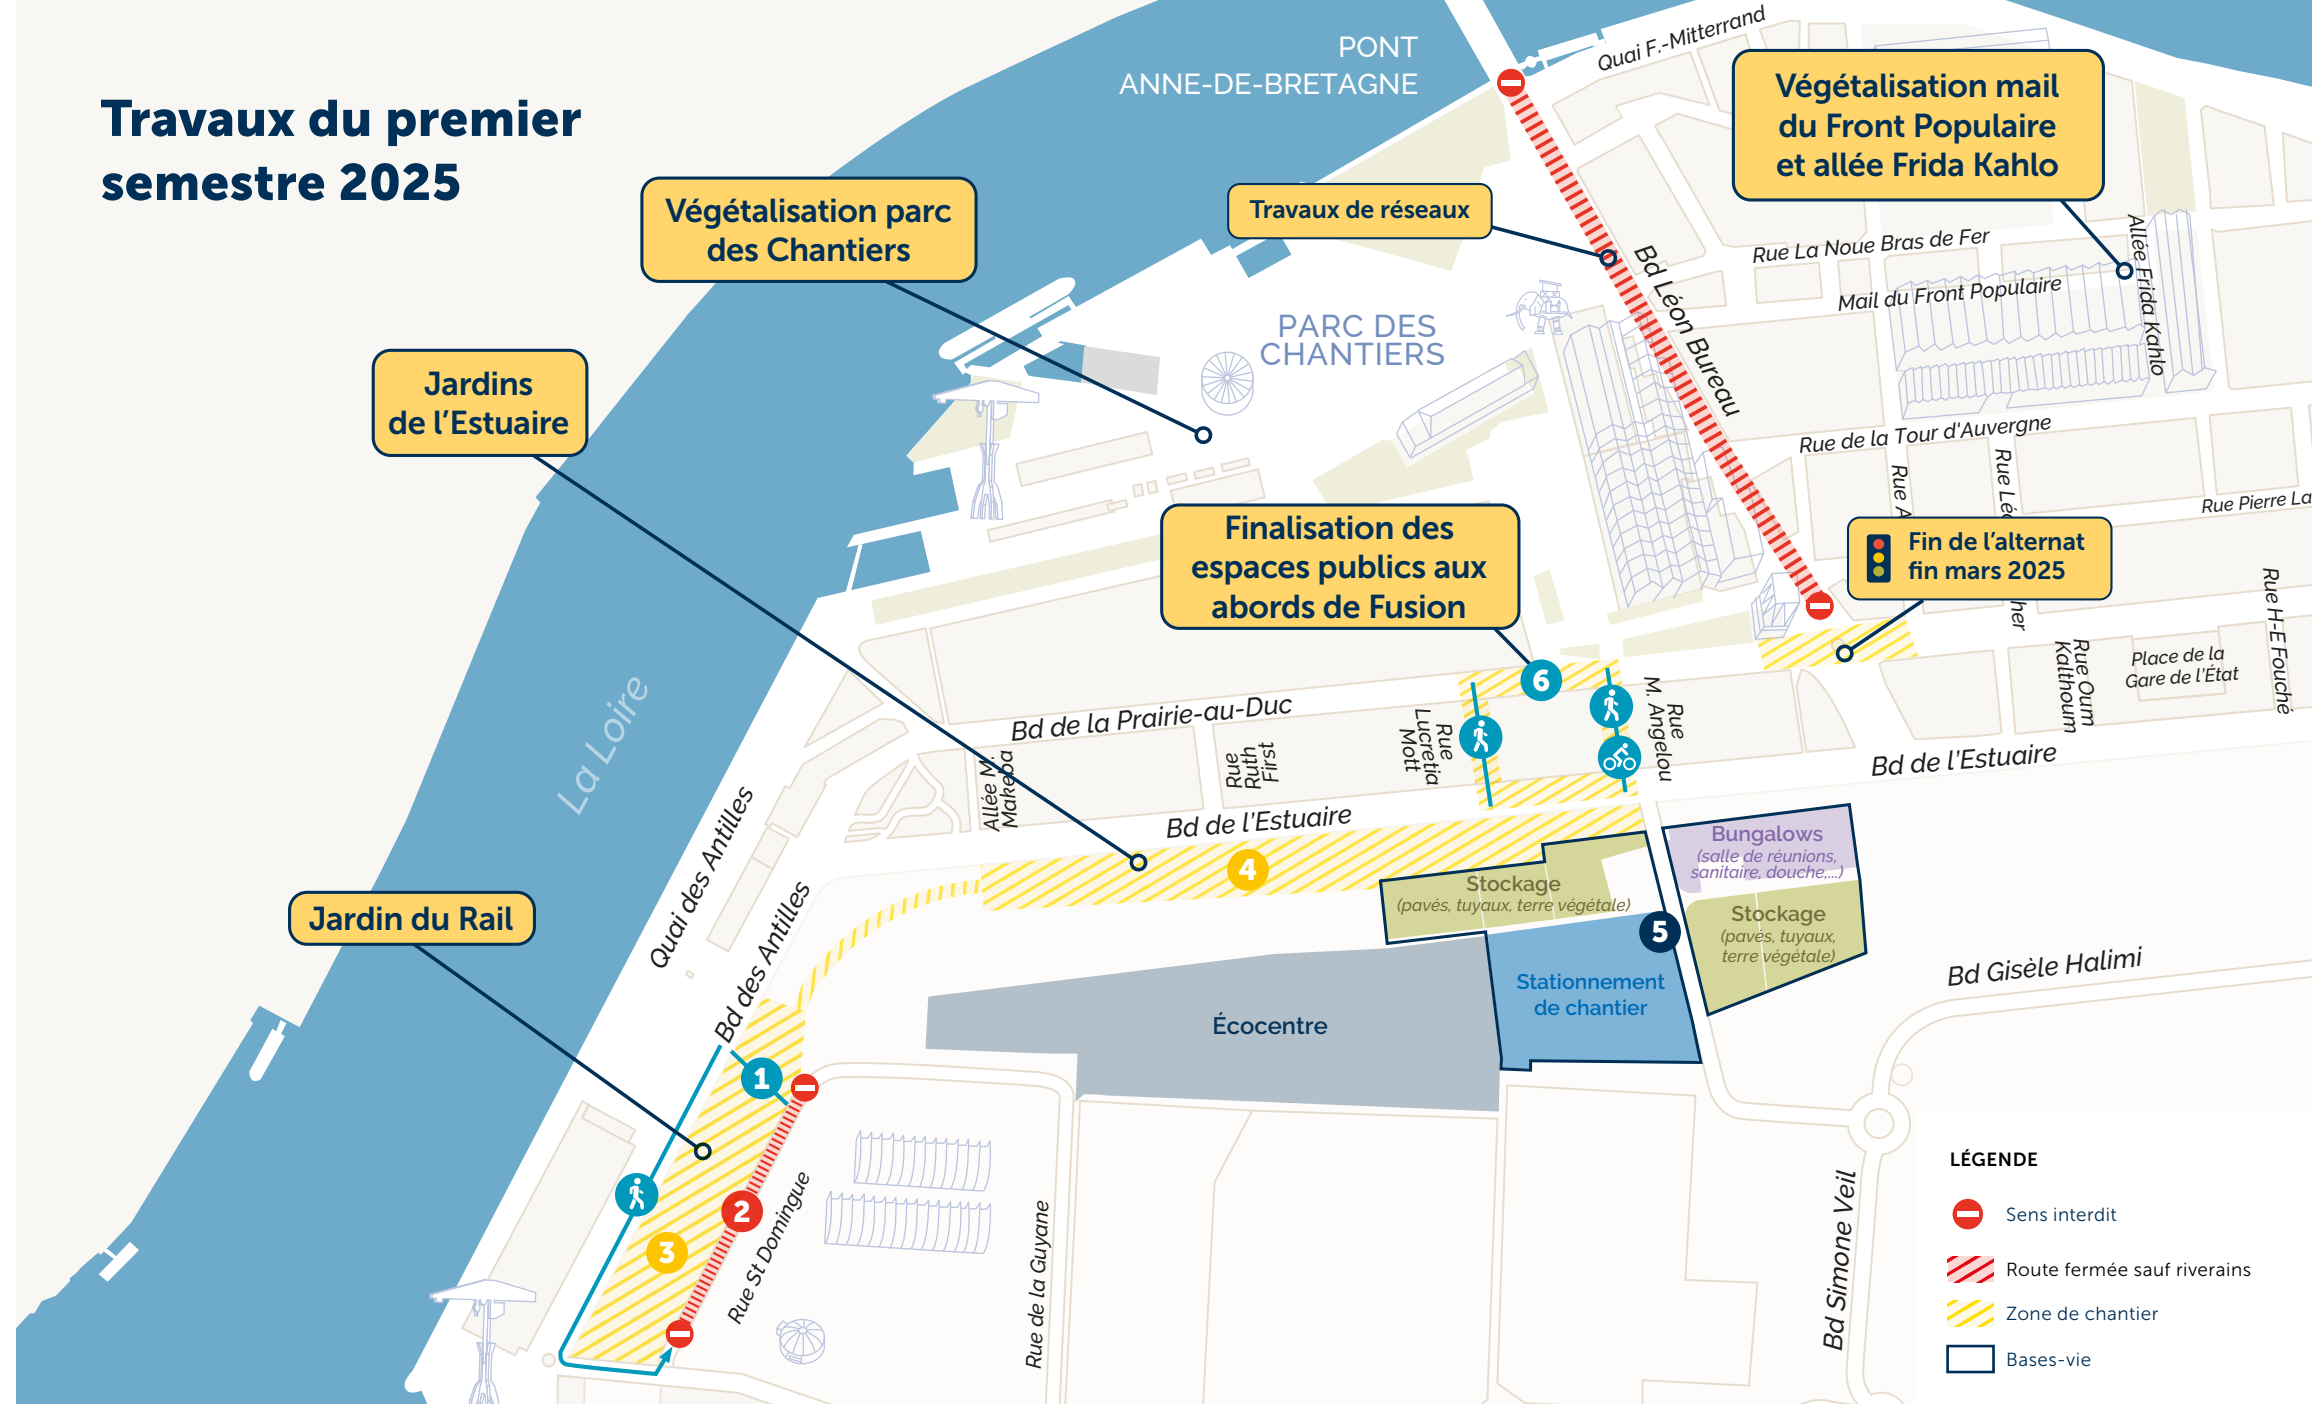 Travaux du premier
semestre 2025
PONT
ANNE-DE-BRETAGNE
Quai F.-Mitterrand
Végétalisation mail
du Front Populaire
et allée Frida Kahlo
Végétalisation parc
des Chantiers
Travaux de réseaux
Bd Léon Bureau
Rue La Noue Bras de Fer
Mail du Front Populaire
Allée Frida Kahlo
PARC DES
CHANTIERS
Jardins
de l'Estuaire
Rue de la Tour d'Auvergne
Rue A
Rue Léo
cher
Rue Pierre La
Finalisation des
espaces publics aux
abords de Fusion
Fin de l'alternat
fin mars 2025
Rue H-E Fouché
Rue Oum
Kalthoum
Place de la
Gare de l'État
6
La Loire
Bd de la Prairie-au-Duc
Allée M.
Makeba
Rue
Ruth
First
Rue
Lucretia
Mott
Rue
M. Angelou
Bd de l'Estuaire
Bd de l'Estuaire
Quai des Antilles
Bd des Antilles
4
Bungalows
(salle de réunions,
sanitaire, douche,...)
Stockage
(pavés, tuyaux, terre végétale)
Stockage
(pavés, tuyaux,
terre végétale)
5
Jardin du Rail
Stationnement
de chantier
Écocentre
Bd Gisèle Halimi
1
2
3
Rue St Domingue
Rue de la Guyane
Bd Simone Veil
LÉGENDE
Sens interdit
Route fermée sauf riverains
Zone de chantier
Bases-vie